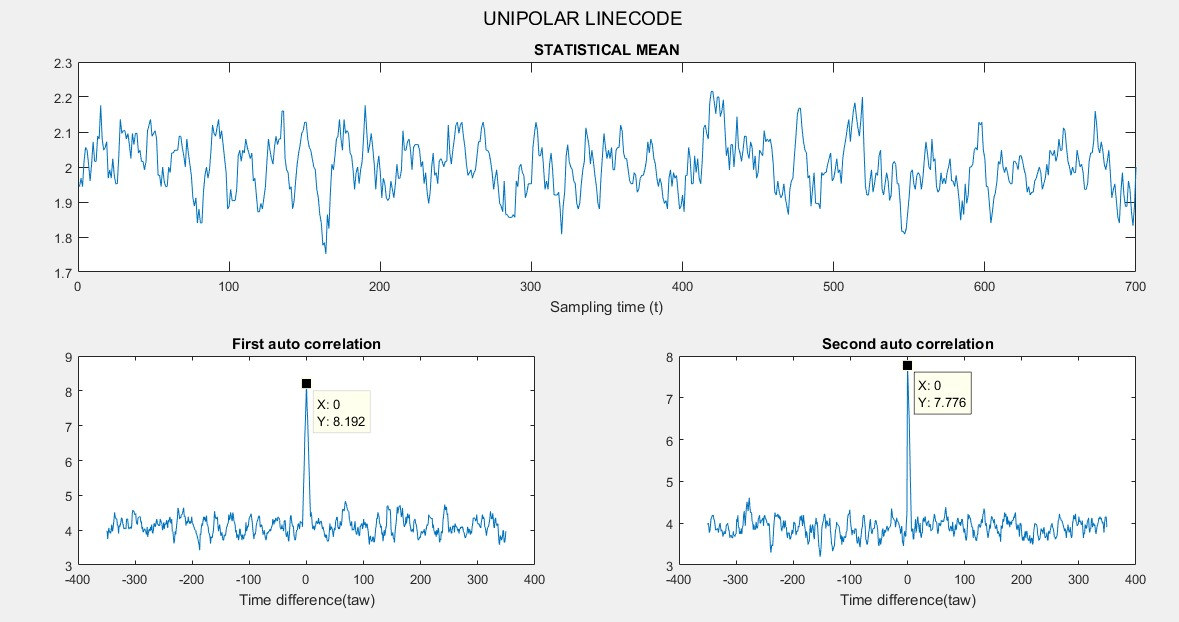 UNIPOLAR LINECODE
STATISTICAL MEAN
2.3
2.2
2.1
2
1.9
1.8
1.7
0 100 200 300 400 500 600 700
Sampling time (t)
First auto correlation
9
8
7
6
5
4
3
X: 0
Y: 8.192
-400 -300 -200 -100 0 100 200 300 400
Time difference(taw)
Second auto correlation
8
7
6
5
4
3
X: 0
Y: 7.776
-400 -300 -200 -100 0 100 200 300 400
Time difference(taw)